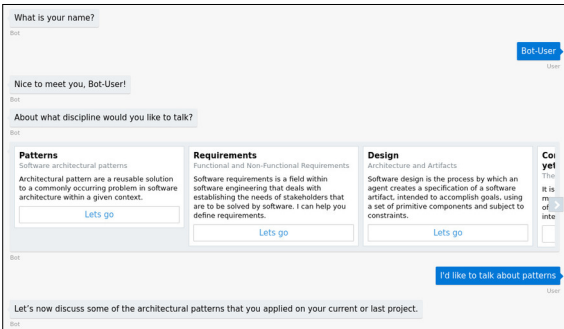 What is your name?
Bot
Bot-User
User
Nice to meet you, Bot-User!
Bot
About what discipline would you like to talk?
Bot
Patterns
Software architectural patterns
Architectural pattern are a reusable solution
to a commonly occurring problem in software
architecture within a given context.
Lets go
Requirements
Functional and Non-Functional Requirements
Software requirements is a field within
software engineering that deals with
establishing the needs of stakeholders that
are to be solved by software. I can help you
define requirements.
Lets go
Design
Architecture and Artifacts
Software design is the process by which an
agent creates a specification of a software
artifact, intended to accomplish goals, using
a set of primitive components and subject to
constraints.
Lets go
yet
The
It is
of
inte
Bot
I'd like to talk about patterns
User
Let's now discuss some of the architectural patterns that you applied on your current or last project.
Bot